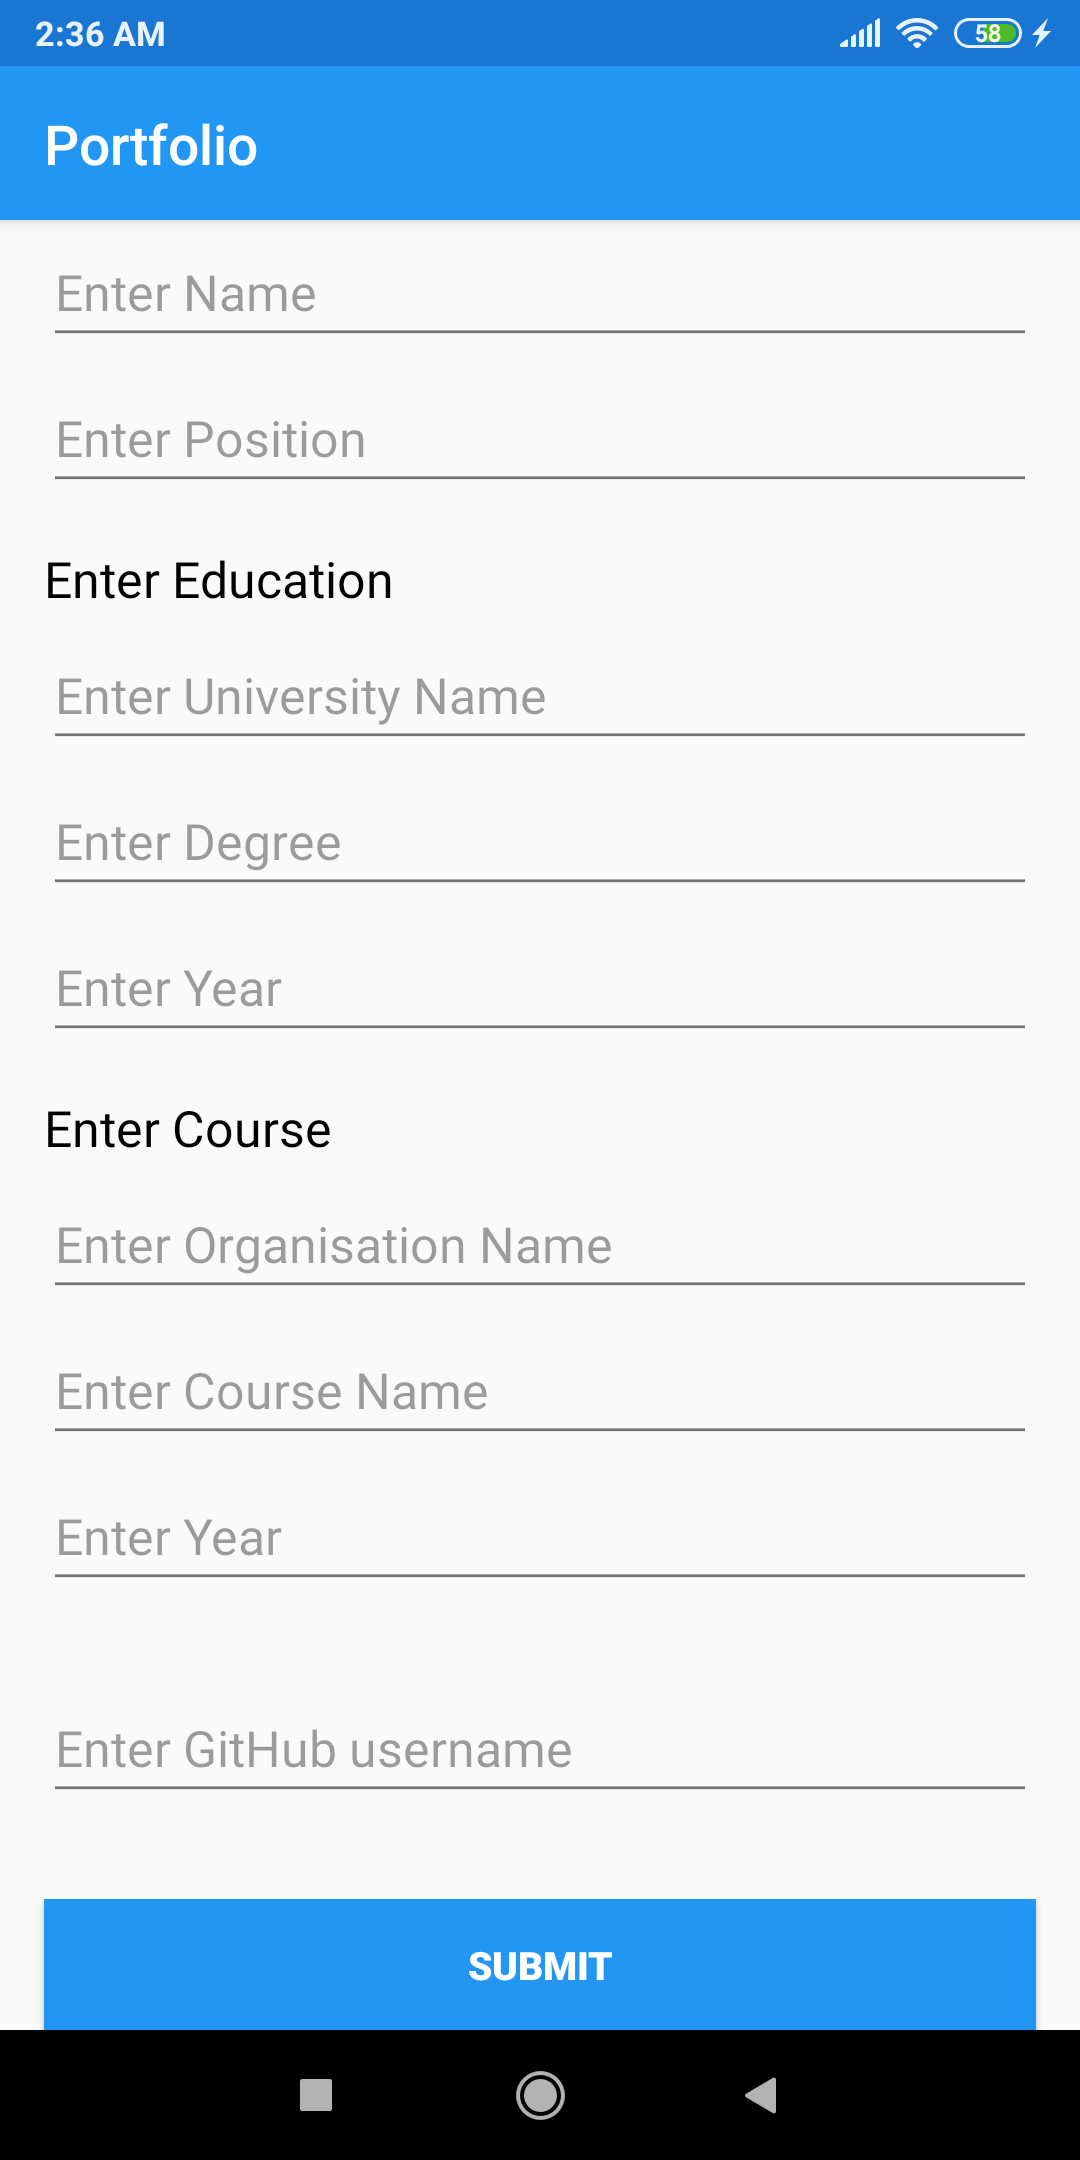 2:36 AM
58
Portfolio
Enter Name
Enter Position
Enter Education
Enter University Name
Enter Degree
Enter Year
Enter Course
Enter Organisation Name
Enter Course Name
Enter Year
Enter GitHub username
SUBMIT